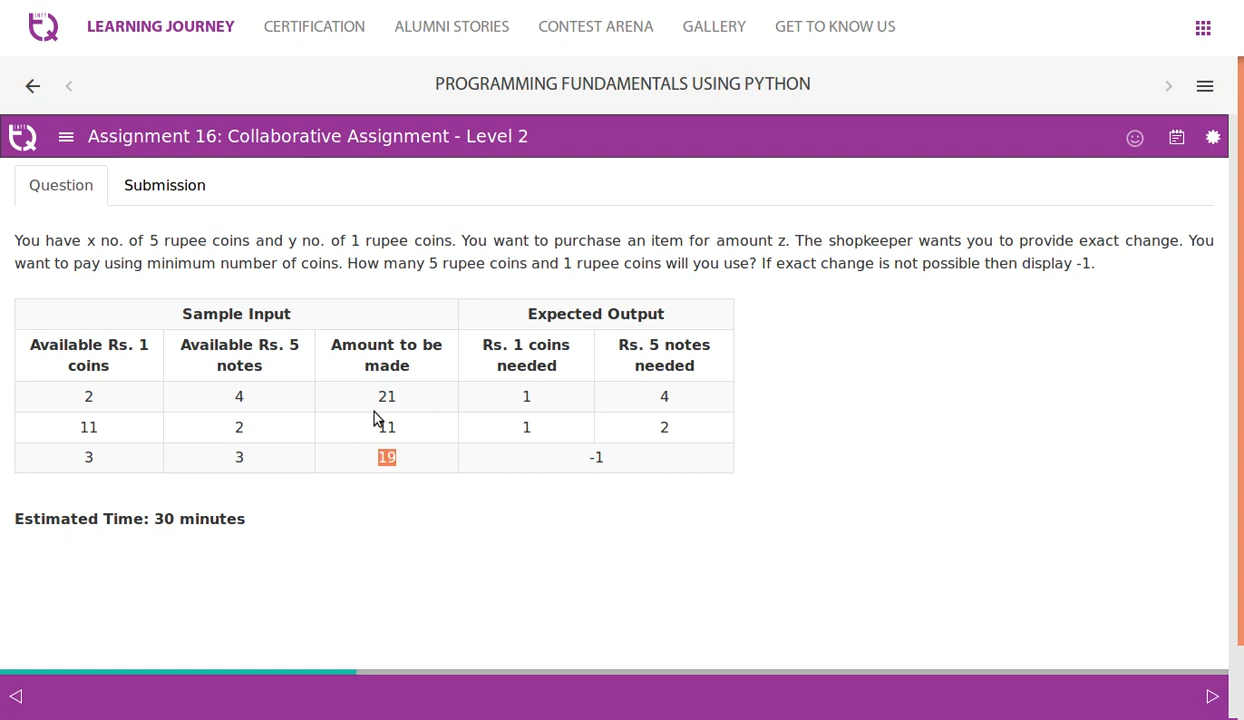 LEARNING JOURNEY CERTIFICATION ALUMNI STORIES CONTEST ARENA GALLERY GET TO KNOW US
PROGRAMMING FUNDAMENTALS USING PYTHON
Assignment 16: Collaborative Assignment - Level 2
Question Submission
You have x no. of 5 rupee coins and y no. of 1 rupee coins. You want to purchase an item for amount z. The shopkeeper wants you to provide exact change. You
want to pay using minimum number of coins. How many 5 rupee coins and 1 rupee coins will you use? If exact change is not possible then display -1.
Sample Input Expected Output
Available Rs. 1 coins Available Rs. 5 notes Amount to be made Rs. 1 coins needed Rs. 5 notes needed
2 4 21 1 4
11 2 11 1 2
3 3 19 -1
Estimated Time: 30 minutes